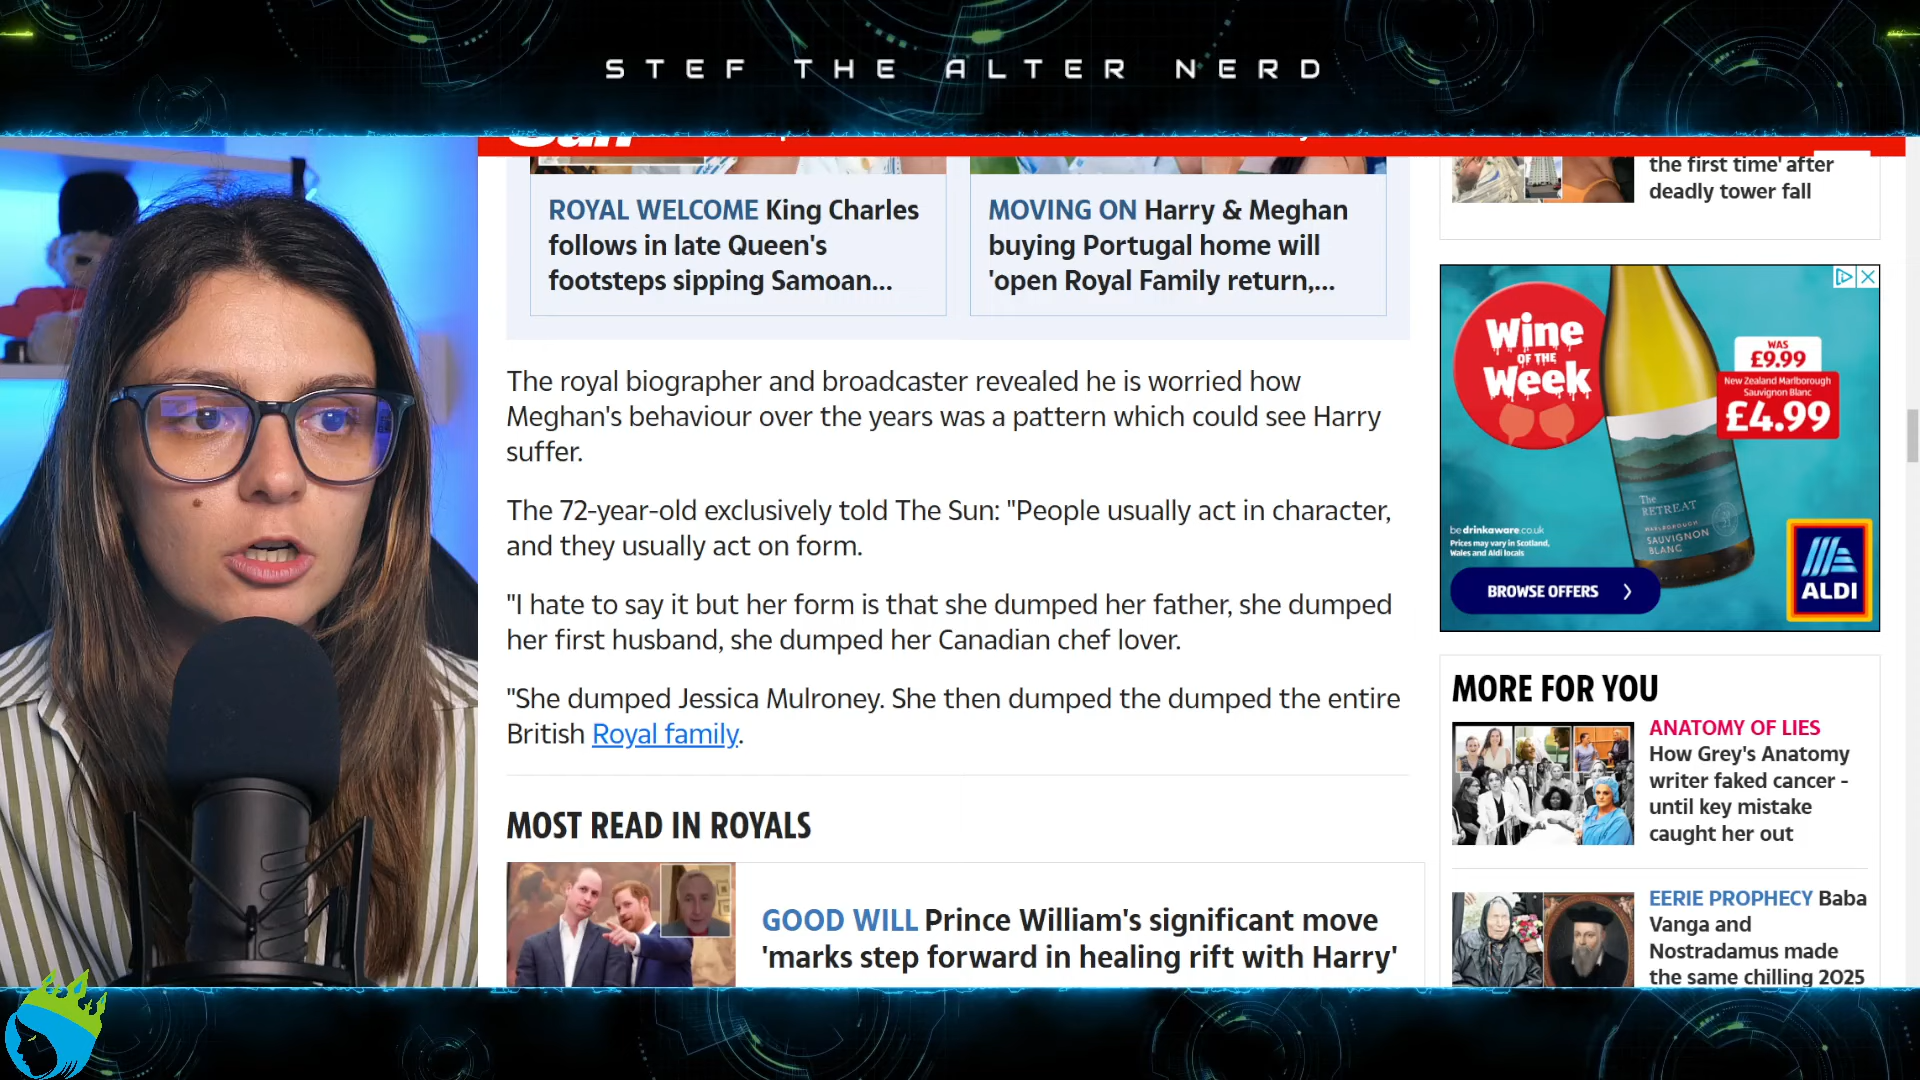 STEF THE ALTER NERD
ROYAL WELCOME King Charles
follows in late Queen's
footsteps sipping Samoan...
MOVING ON Harry & Meghan
buying Portugal home will
'open Royal Family return,...
the first time' after
deadly tower fall
The royal biographer and broadcaster revealed he is worried how
Meghan's behaviour over the years was a pattern which could see Harry
suffer.
The 72-year-old exclusively told The Sun: "People usually act in character,
and they usually act on form.
"I hate to say it but her form is that she dumped her father, she dumped
her first husband, she dumped her Canadian chef lover.
"She dumped Jessica Mulroney. She then dumped the dumped the entire
British Royal family.
MOST READ IN ROYALS
GOOD WILL Prince William's significant move
'marks step forward in healing rift with Harry'
Wine
OF THE
Week
WAS
£9.99
New Zealand Marlborough
Sauvignon Blanc
£4.99
The
RETREAT
MARLBOROUGH
SAUVIGNON
BLANC
bedrinkaware.co.uk
Prices may vary in Scotland,
Wales and Aldi locals
BROWSE OFFERS
ALDI
MORE FOR YOU
ANATOMY OF LIES
How Grey's Anatomy
writer faked cancer -
until key mistake
caught her out
EERIE PROPHECY Baba
Vanga and
Nostradamus made
the same chilling 2025